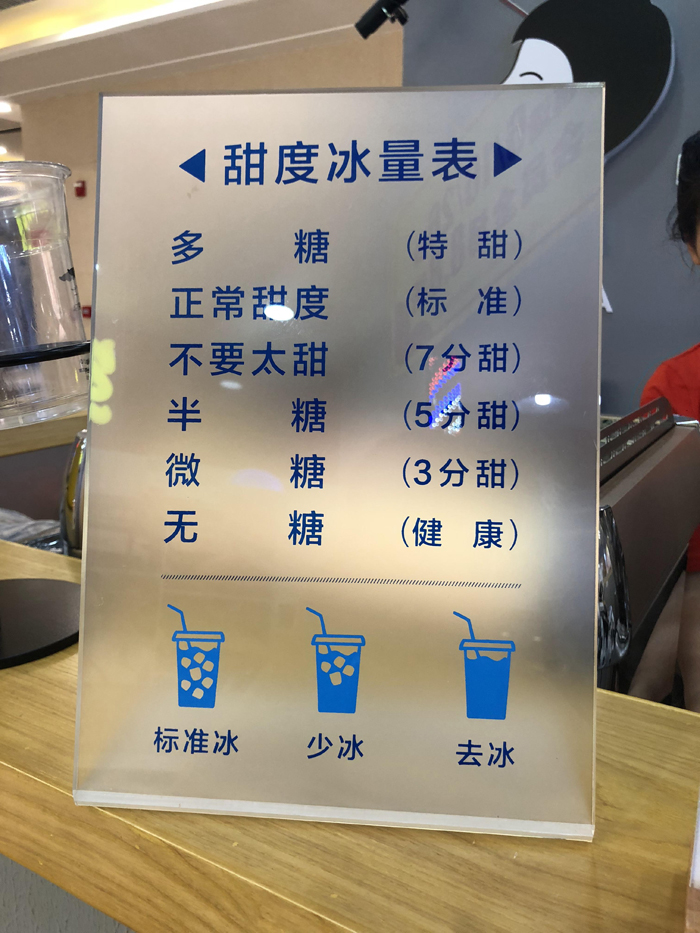 甜度冰量表
多糖(特甜)
正常甜度(标准)
不要太甜(7分甜)
半糖(5分甜)
微糖(3分甜)
无糖(健康)
标准冰 少冰 去冰